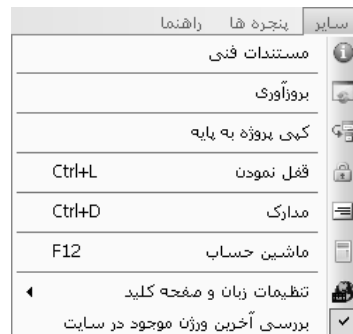 سایر پنجره ها راهنما
مستندات فنی
بروزآوری
کپی پروژه به پایه
قفل نمودن Ctrl+L
مدارک Ctrl+D
ماشین حساب F12
تنظیمات زبان و صفحه کلید
بررسی آخرین ورژن موجود در سایت